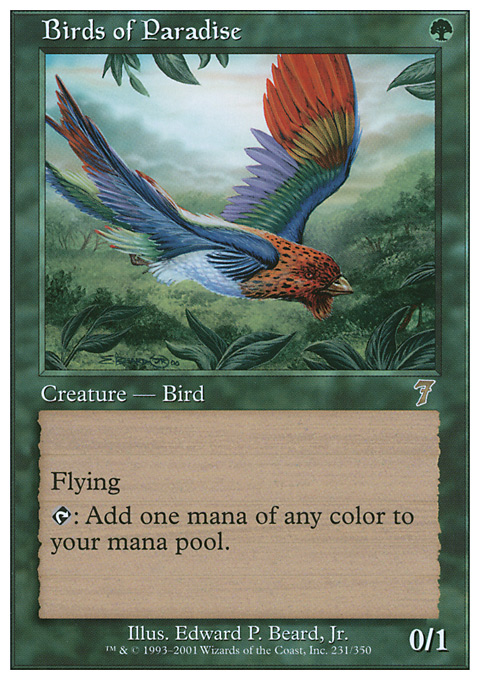 Birds of Paradise
Creature — Bird
7
Flying
: Add one mana of any color to
your mana pool.
Illus. Edward P. Beard, Jr.
™ & © 1993-2001 Wizards of the Coast, Inc. 231/350
0/1